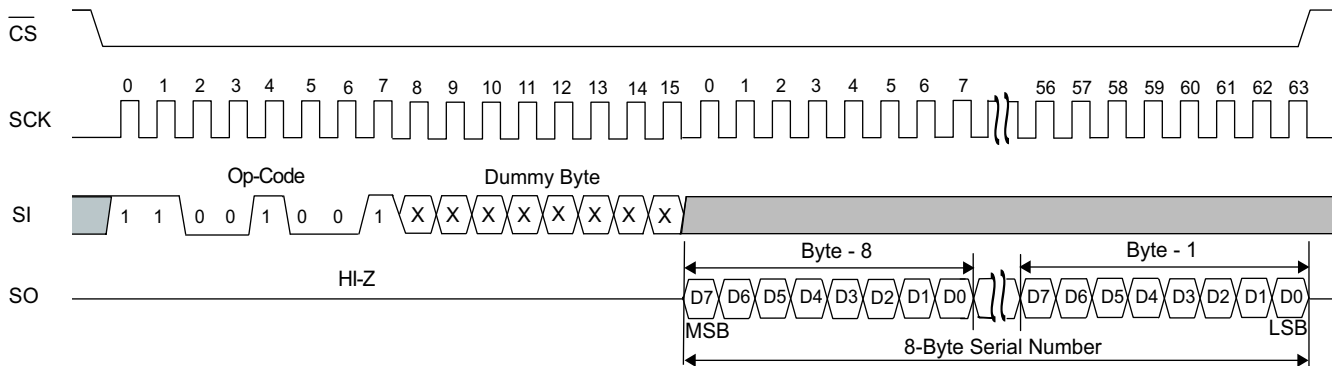 CS
0 1 2 3 4 5 6 7 8 9 10 11 12 13 14 15 0 1 2 3 4 5 6 7 56 57 58 59 60 61 62 63
SCK
Op-Code Dummy Byte
SI 1 1 0 0 1 0 0 1 X X X X X X X X
Byte - 8 Byte - 1
HI-Z
SO D7 D6 D5 D4 D3 D2 D1 D0 D7 D6 D5 D4 D3 D2 D1 D0
MSB LSB
8-Byte Serial Number